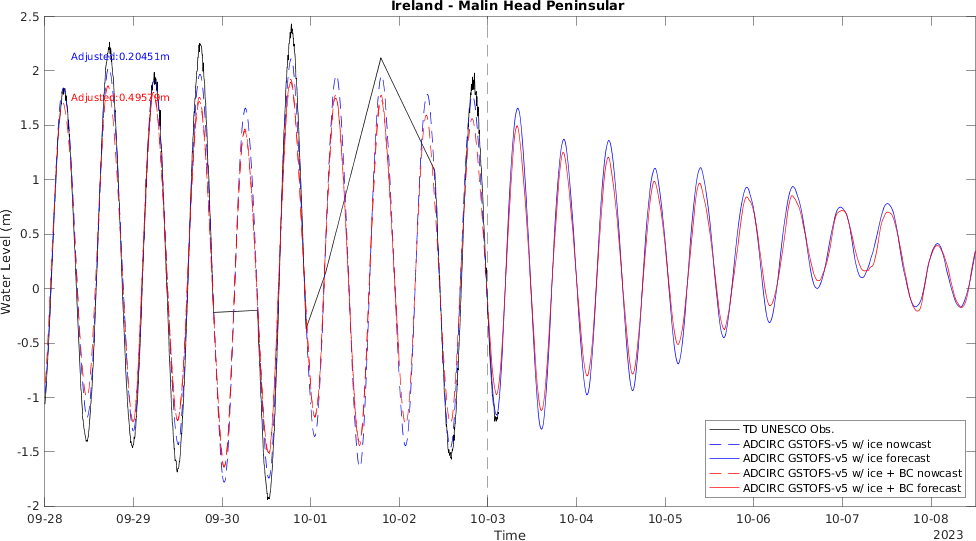 Ireland - Malin Head Peninsular
2.5
2
1.5
1
0.5
0
-0.5
-1
-1.5
-2
Water Level (m)
Adjusted:0.20451m
Adjusted:0.49579m
TD UNESCO Obs.
ADCIRC GSTOFS-v5 w/ ice nowcast
ADCIRC GSTOFS-v5 w/ ice forecast
ADCIRC GSTOFS-v5 w/ ice + BC nowcast
ADCIRC GSTOFS-v5 w/ ice + BC forecast
09-28 09-29 09-30 10-01 10-02 10-03 10-04 10-05 10-06 10-07 10-08
Time
2023